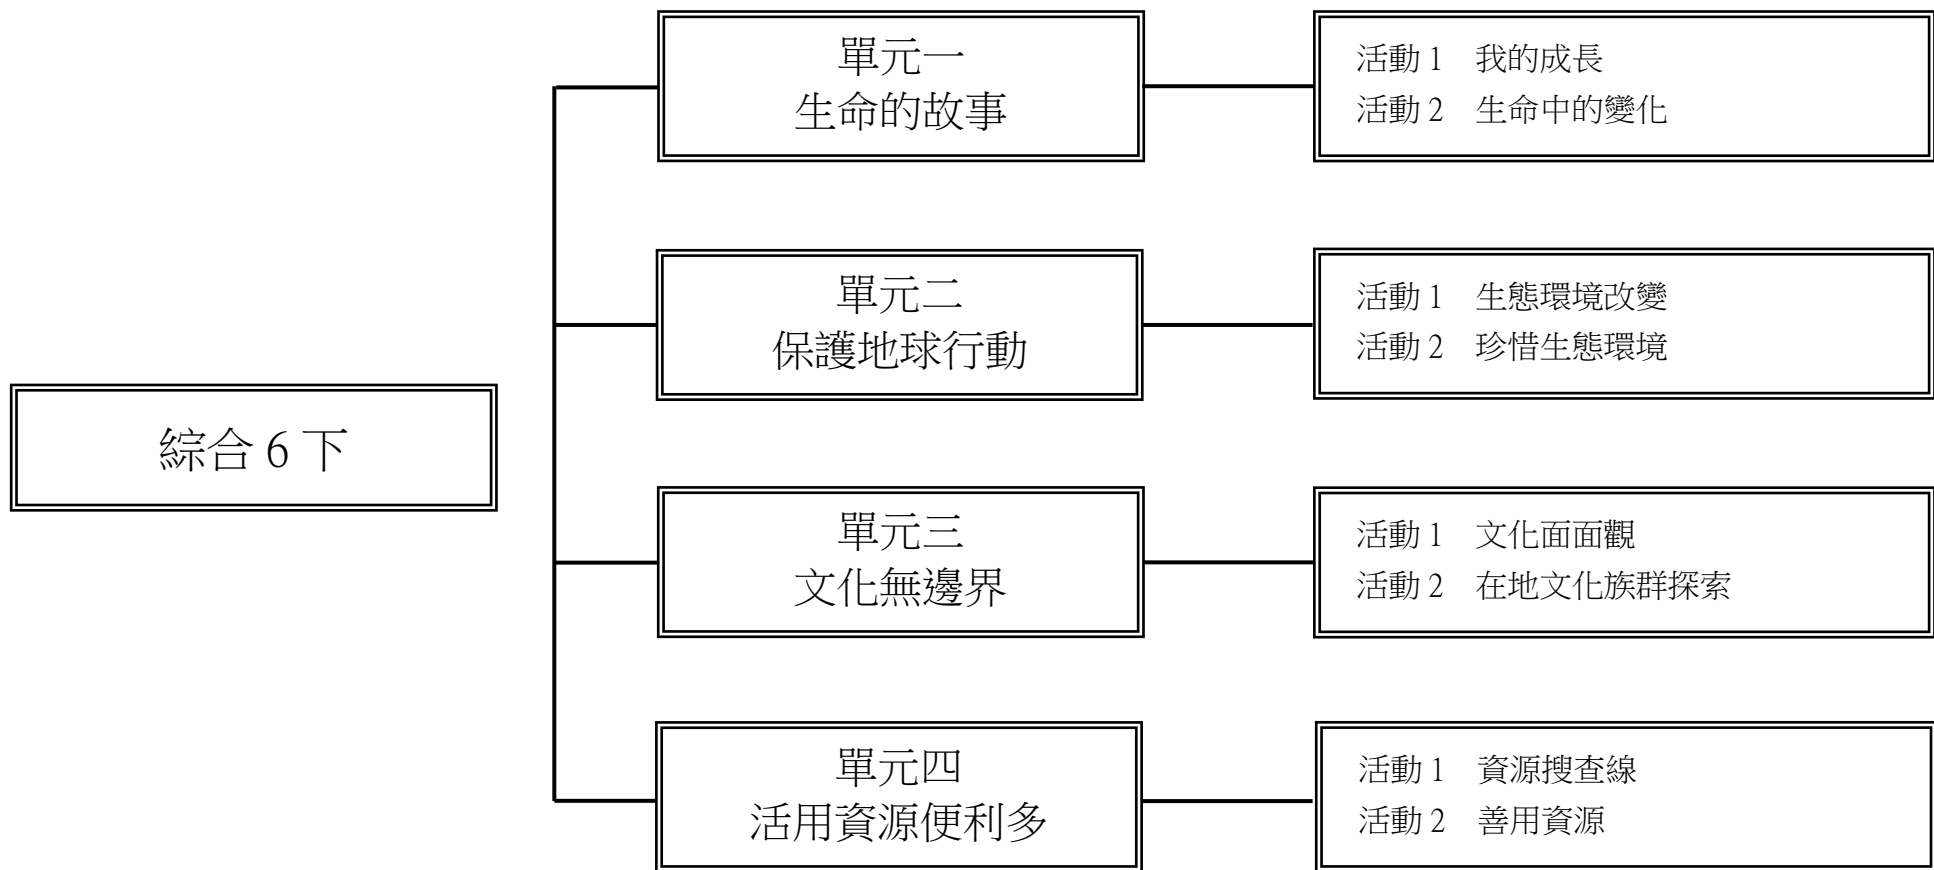 綜合 6 下
單元一
生命的故事
活動 1　我的成長
活動 2　生命中的變化
單元二
保護地球行動
活動 1　生態環境改變
活動 2　珍惜生態環境
單元三
文化無邊界
活動 1　文化面面觀
活動 2　在地文化族群探索
單元四
活用資源便利多
活動 1　資源搜查線
活動 2　善用資源